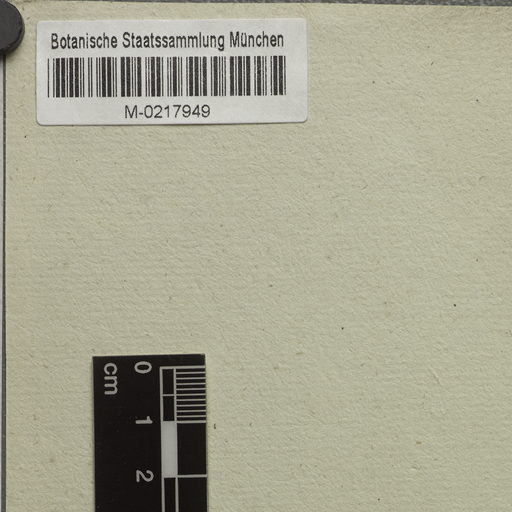 Botanische Staatssammlung München
M-0217949
cm
0
1
2